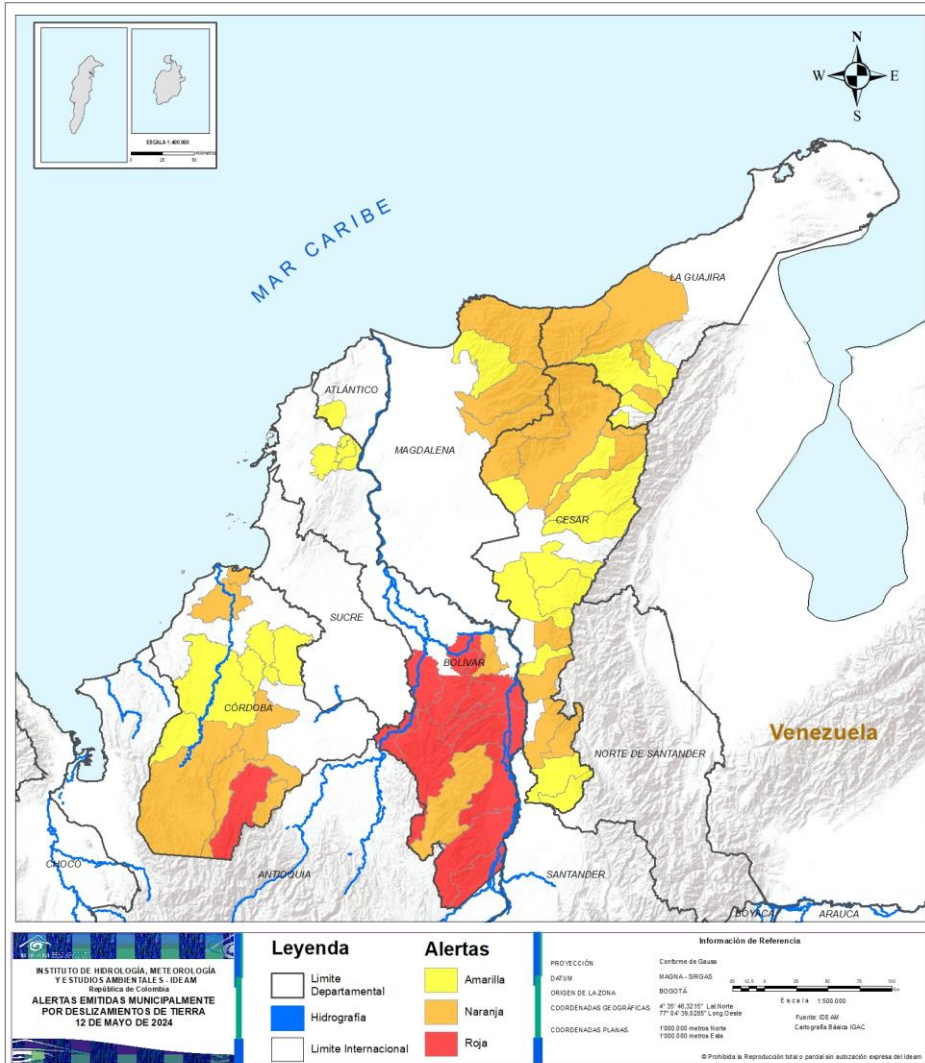 ESCALA 1:400.000
N
W
E
S
MAR CARIBE
LA GUAJIRA
ATLÁNTICO
MAGDALENA
CESAR
SUCRE
BOLÍVAR
CÓRDOBA
NORTE DE SANTANDER
Venezuela
CHOCO
ANTIOQUIA
SANTANDER
BOYACÁ
ARAUCA
INSTITUTO DE HIDROLOGÍA, METEOROLOGÍA
Y ESTUDIOS AMBIENTALES - IDEAM
República de Colombia
ALERTAS EMITIDAS MUNICIPALMENTE
POR DESLIZAMIENTOS DE TIERRA
12 DE MAYO DE 2024
Leyenda
Limite
Departamental
Hidrografía
Limite Internacional
Alertas
Amarilla
Naranja
Roja
Información de Referencia
PROYECCIÓN Conforme de Gauss
DATUM MAGNA - SIRGAS
ORIGEN DE LA ZONA BOGOTÁ
COORDENADAS GEOGRÁFICAS 4° 35' 46,3215" Lat.Norte
77° 04' 39,0285" Long.Oeste
COORDENADAS PLANAS 1'000.000 metros Norte
1'000.000 metros Este
Escala 1:500.000
Fuente: IDEAM
Cartografía Básica IGAC
© Prohibida la Reproducción total o parcial sin autorización expresa del Ideam